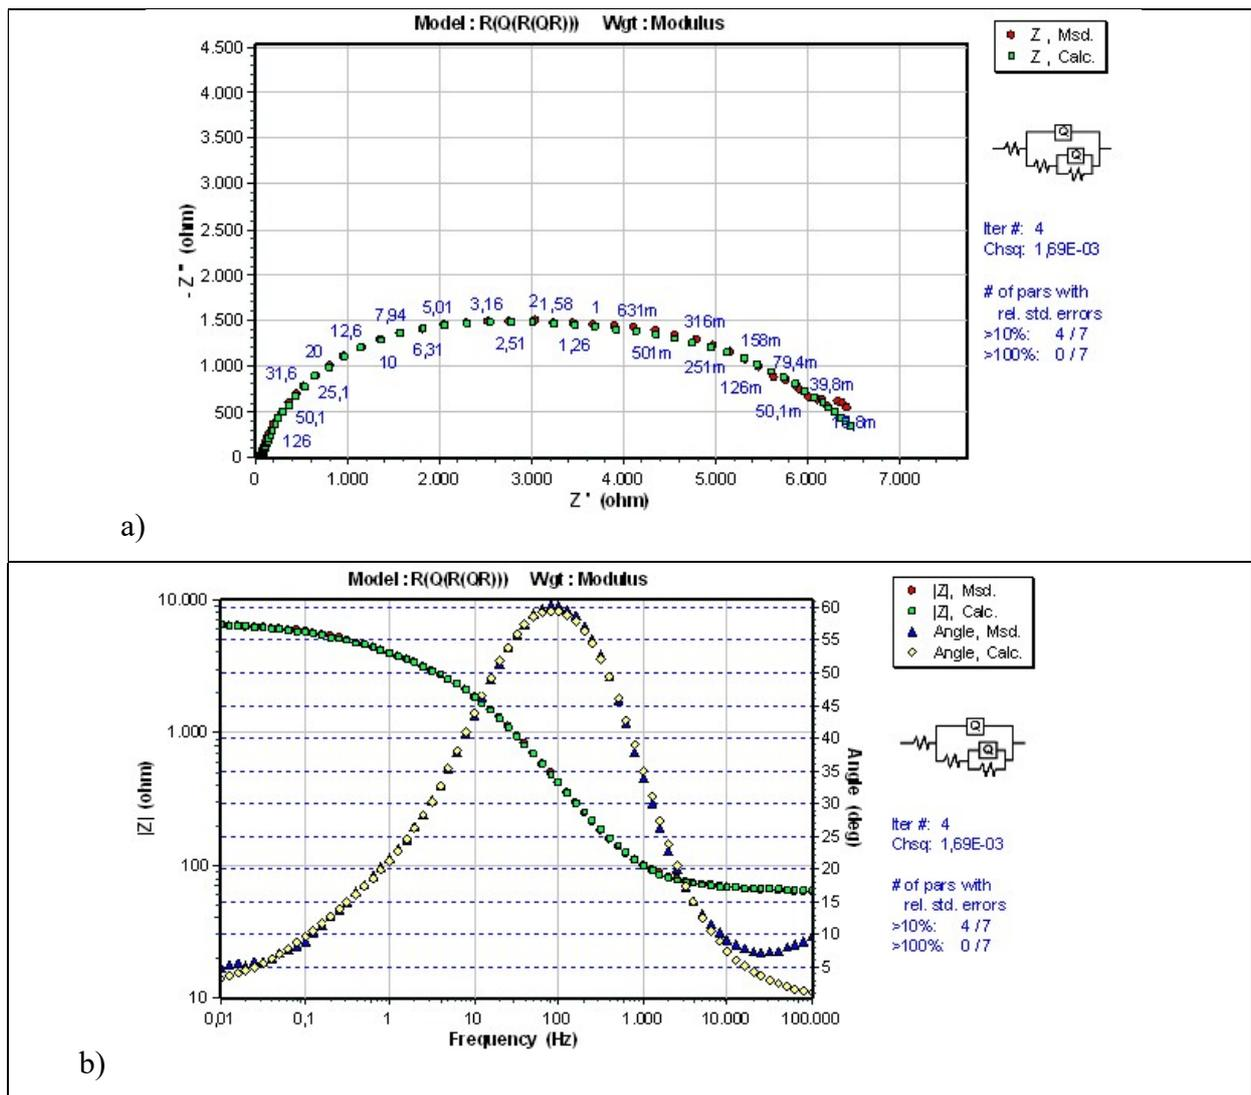 Model : R(Q(R(QR))) Wgt : Modulus
Z , Msd.
Z , Calc.
4.500
4.000
3.500
3.000
2.500
2.000
1.500
1.000
500
0
- Z '' (ohm)
31,6
20
12,6
7,94
5,01
3,16
21,58
1
631m
316m
158m
79,4m
39,8m
126
50,1
25,1
10
6,31
2,51
1,26
501m
251m
126m
50,1m
0
1.000
2.000
3.000
4.000
5.000
6.000
7.000
Z ' (ohm)
Q
Q
Iter #: 4
Chsq: 1,69E-03
# of pars with
rel. std. errors
>10%: 4 / 7
>100%: 0 / 7
a)
Model : R(Q(R(QR))) Wgt : Modulus
|Z|, Msd.
|Z|, Calc.
Angle, Msd.
Angle, Calc.
10.000
1.000
100
10
|Z| (ohm)
60
55
50
45
40
35
30
25
20
15
10
5
Angle (deg)
0,01
0,1
1
10
100
1.000
10.000
100.000
Frequency (Hz)
Q
Q
Iter #: 4
Chsq: 1,69E-03
# of pars with
rel. std. errors
>10%: 4 / 7
>100%: 0 / 7
b)